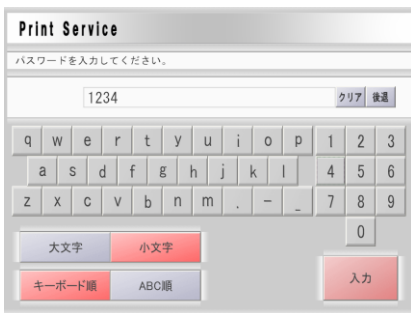 Print Service
パスワードを入力してください。
1234 クリア 後退
q w e r t y u i o p 1 2 3
a s d f g h j k l 4 5 6
z x c v b n m . - _ 7 8 9
0
大文字 小文字
キーボード順 ABC順
入力